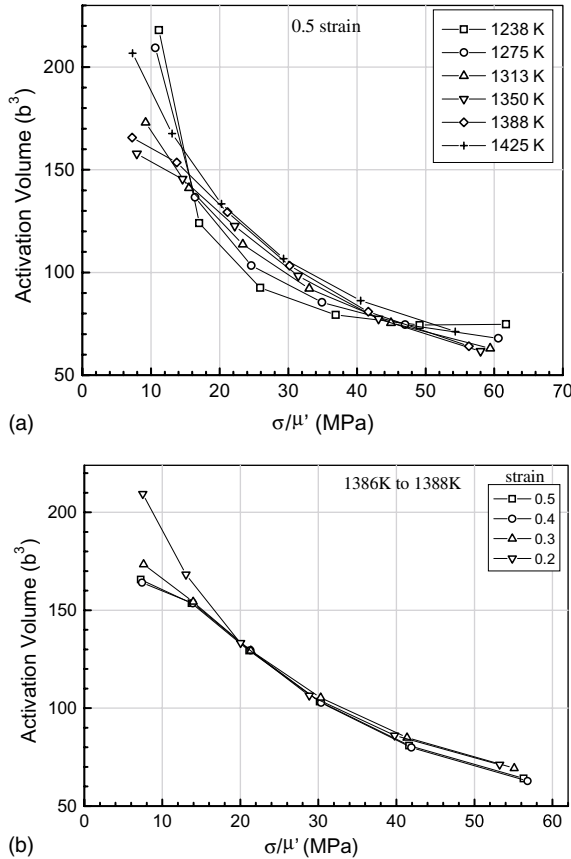 0.5 strain
1238 K
1275 K
1313 K
1350 K
1388 K
1425 K
200
150
100
50
Activation Volume (b³)
0 10 20 30 40 50 60 70
σ/μ' (MPa)
(a)
1386K to 1388K
strain
0.5
0.4
0.3
0.2
200
150
100
50
Activation Volume (b³)
0 10 20 30 40 50 60
σ/μ' (MPa)
(b)